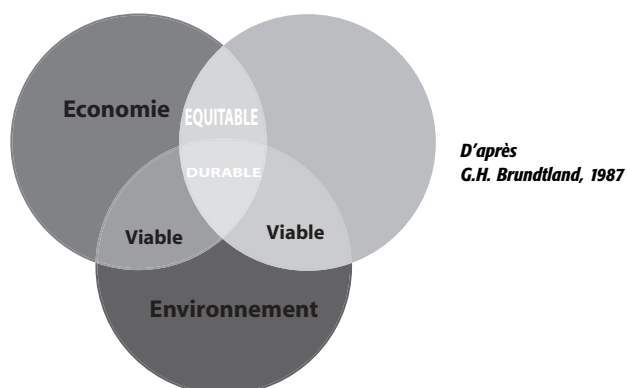 Economie
EQUITABLE
DURABLE
Viable
Viable
Environnement
D'après
G.H. Brundtland, 1987